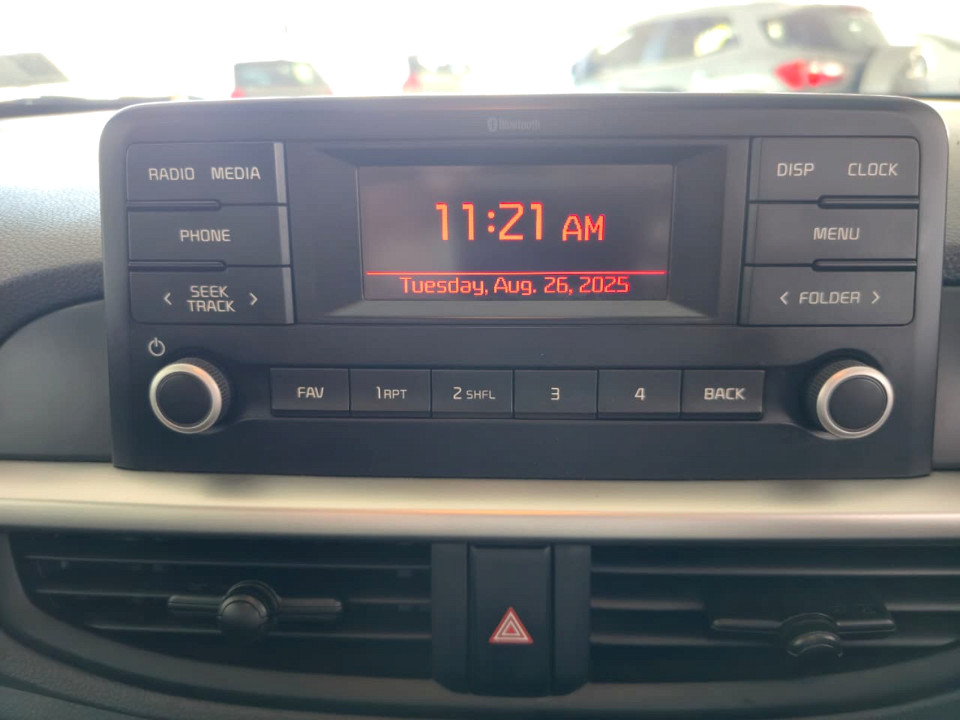 Bluetooth
RADIO MEDIA
PHONE
< SEEK TRACK >
11:21 AM
Tuesday, Aug. 26, 2025
DISP CLOCK
MENU
< FOLDER >
FAV 1 RPT 2 SHFL 3 4 BACK